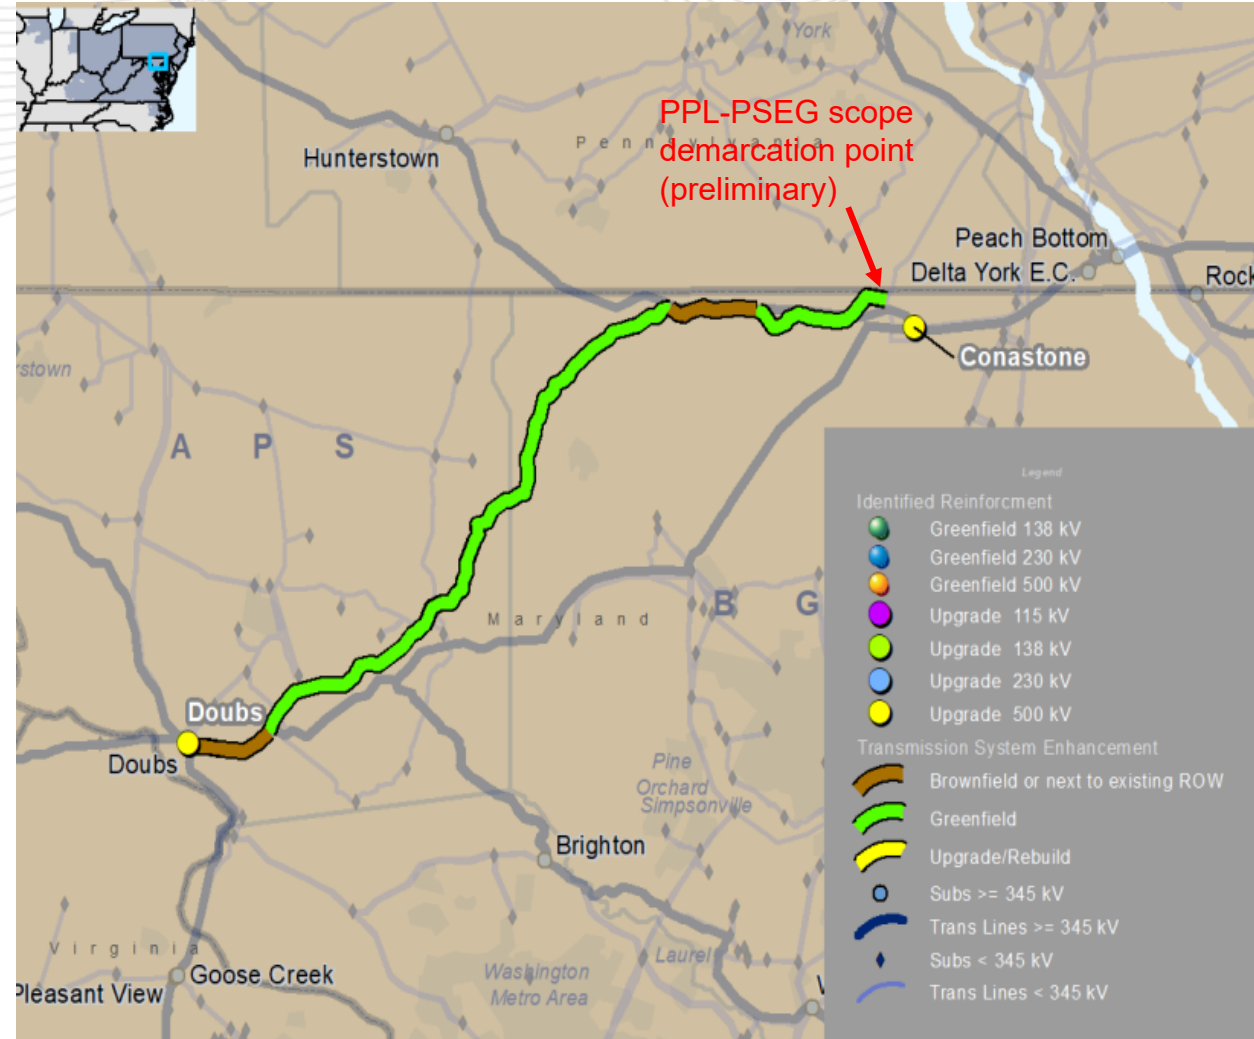 York
PPL-PSEG scope
demarcation point
(preliminary)
Pennsylvania
Hunterstown
Peach Bottom
Delta York E.C.
Rock
Conastone
rstown
A P S
Legend
Identified Reinforcment
Greenfield 138 kV
Greenfield 230 kV
Greenfield 500 kV
Upgrade 115 kV
Upgrade 138 kV
Upgrade 230 kV
Upgrade 500 kV
Transmission System Enhancement
Brownfield or next to existing ROW
Greenfield
Upgrade/Rebuild
Subs >= 345 kV
Trans Lines >= 345 kV
Subs < 345 kV
Trans Lines < 345 kV
B G
Maryland
Doubs
Doubs
Pine
Orchard
Simpsonville
Brighton
Virginia
Laurel
Goose Creek
Pleasant View
Washington
Metro Area